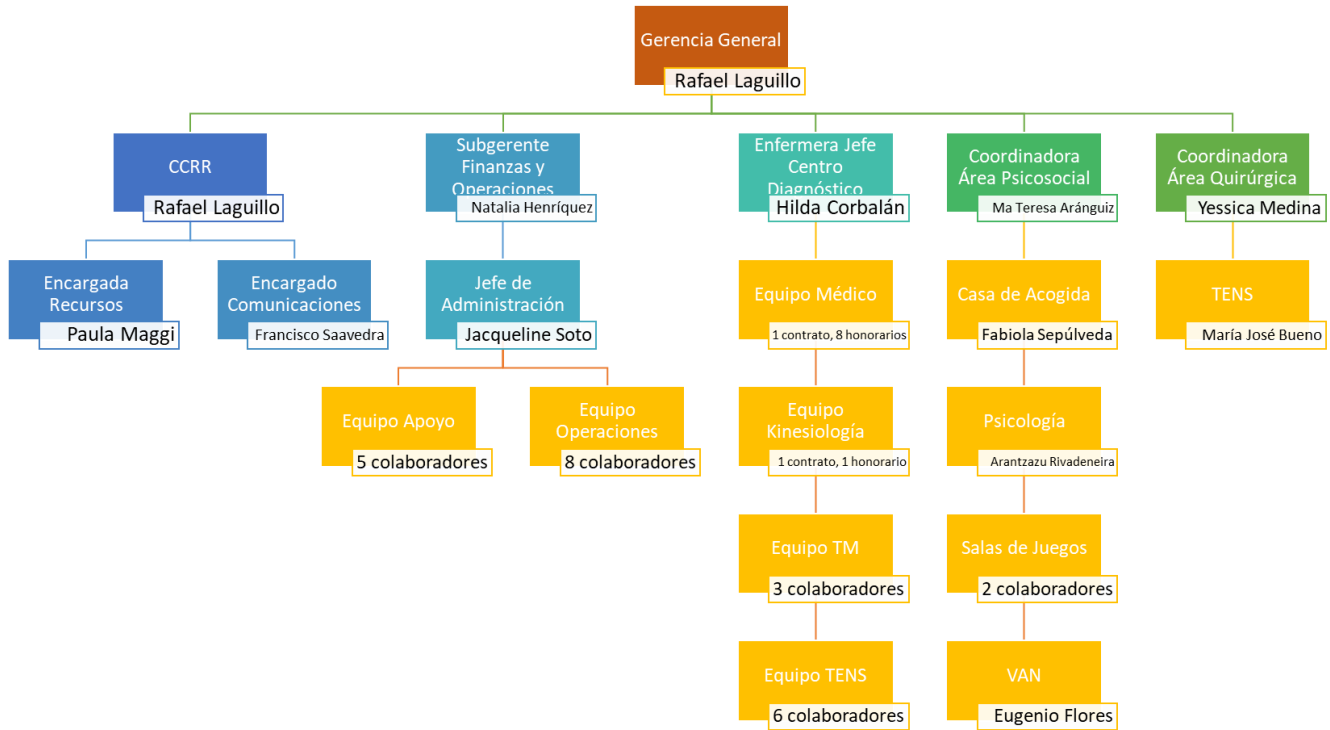 Gerencia General
Rafael Laguillo
CCRR
Rafael Laguillo
Subgerente
Finanzas y
Operaciones
Natalia Henríquez
Enfermera Jefe
Centro
Diagnóstico
Hilda Corbalán
Coordinadora
Área Psicosocial
Ma Teresa Aránguiz
Coordinadora
Área Quirúrgica
Yessica Medina
Encargada
Recursos
Paula Maggi
Encargado
Comunicaciones
Francisco Saavedra
Jefe de
Administración
Jacqueline Soto
Equipo Médico
1 contrato, 8 honorarios
Casa de Acogida
Fabiola Sepúlveda
TENS
María José Bueno
Equipo Apoyo
5 colaboradores
Equipo
Operaciones
8 colaboradores
Equipo
Kinesiología
1 contrato, 1 honorario
Psicología
Arantzazu Rivadeneira
Equipo TM
3 colaboradores
Salas de Juegos
2 colaboradores
Equipo TENS
6 colaboradores
VAN
Eugenio Flores